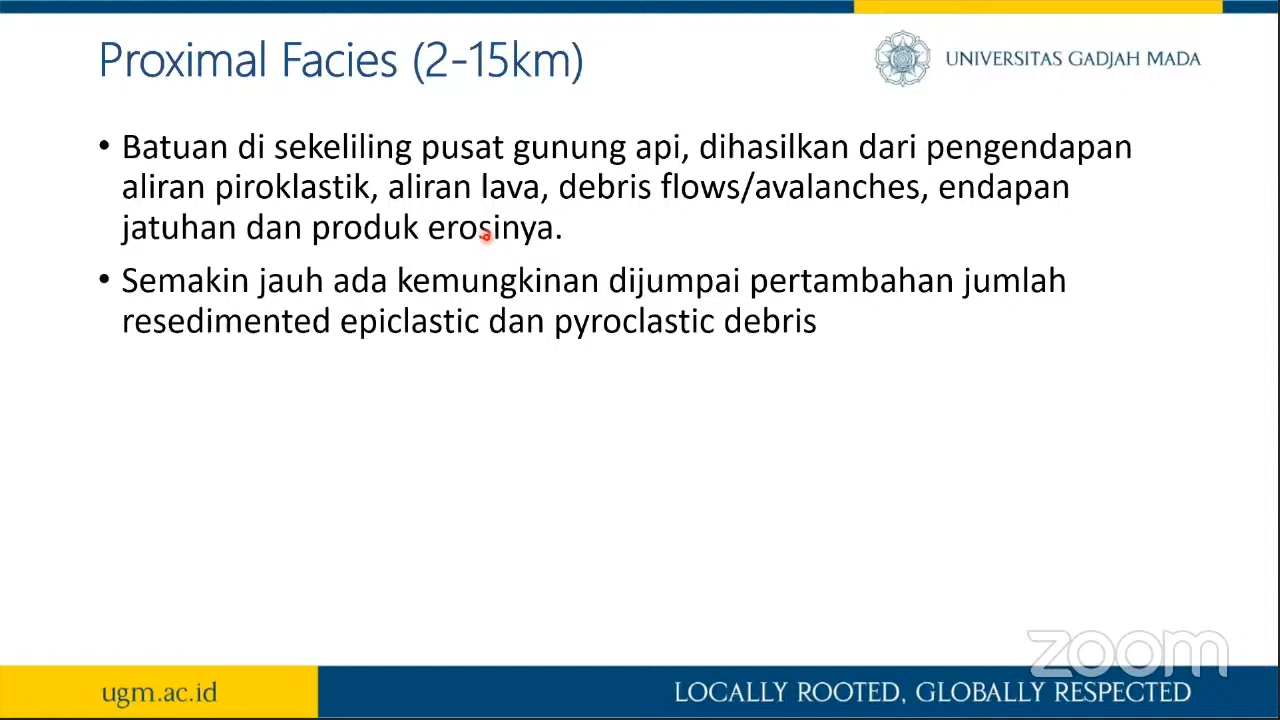 Proximal Facies (2-15km)
UNIVERSITAS GADJAH MADA
• Batuan di sekeliling pusat gunung api, dihasilkan dari pengendapan
aliran piroklastik, aliran lava, debris flows/avalanches, endapan
jatuhan dan produk erosinya.
• Semakin jauh ada kemungkinan dijumpai pertambahan jumlah
resedimented epiclastic dan pyroclastic debris
zoom
ugm.ac.id
LOCALLY ROOTED, GLOBALLY RESPECTED